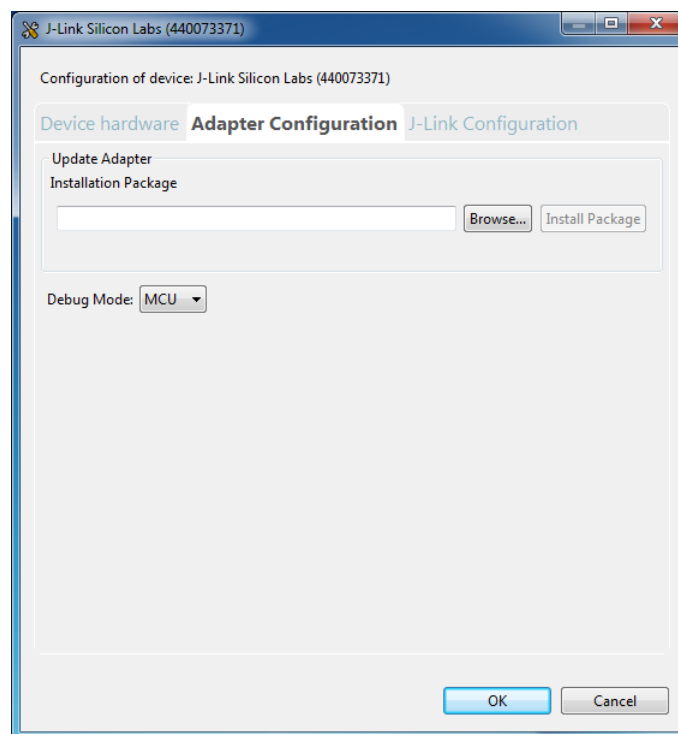 J-Link Silicon Labs (440073371)
Configuration of device: J-Link Silicon Labs (440073371)
Device hardware Adapter Configuration J-Link Configuration
Update Adapter
Installation Package
Browse... Install Package
Debug Mode: MCU
OK Cancel